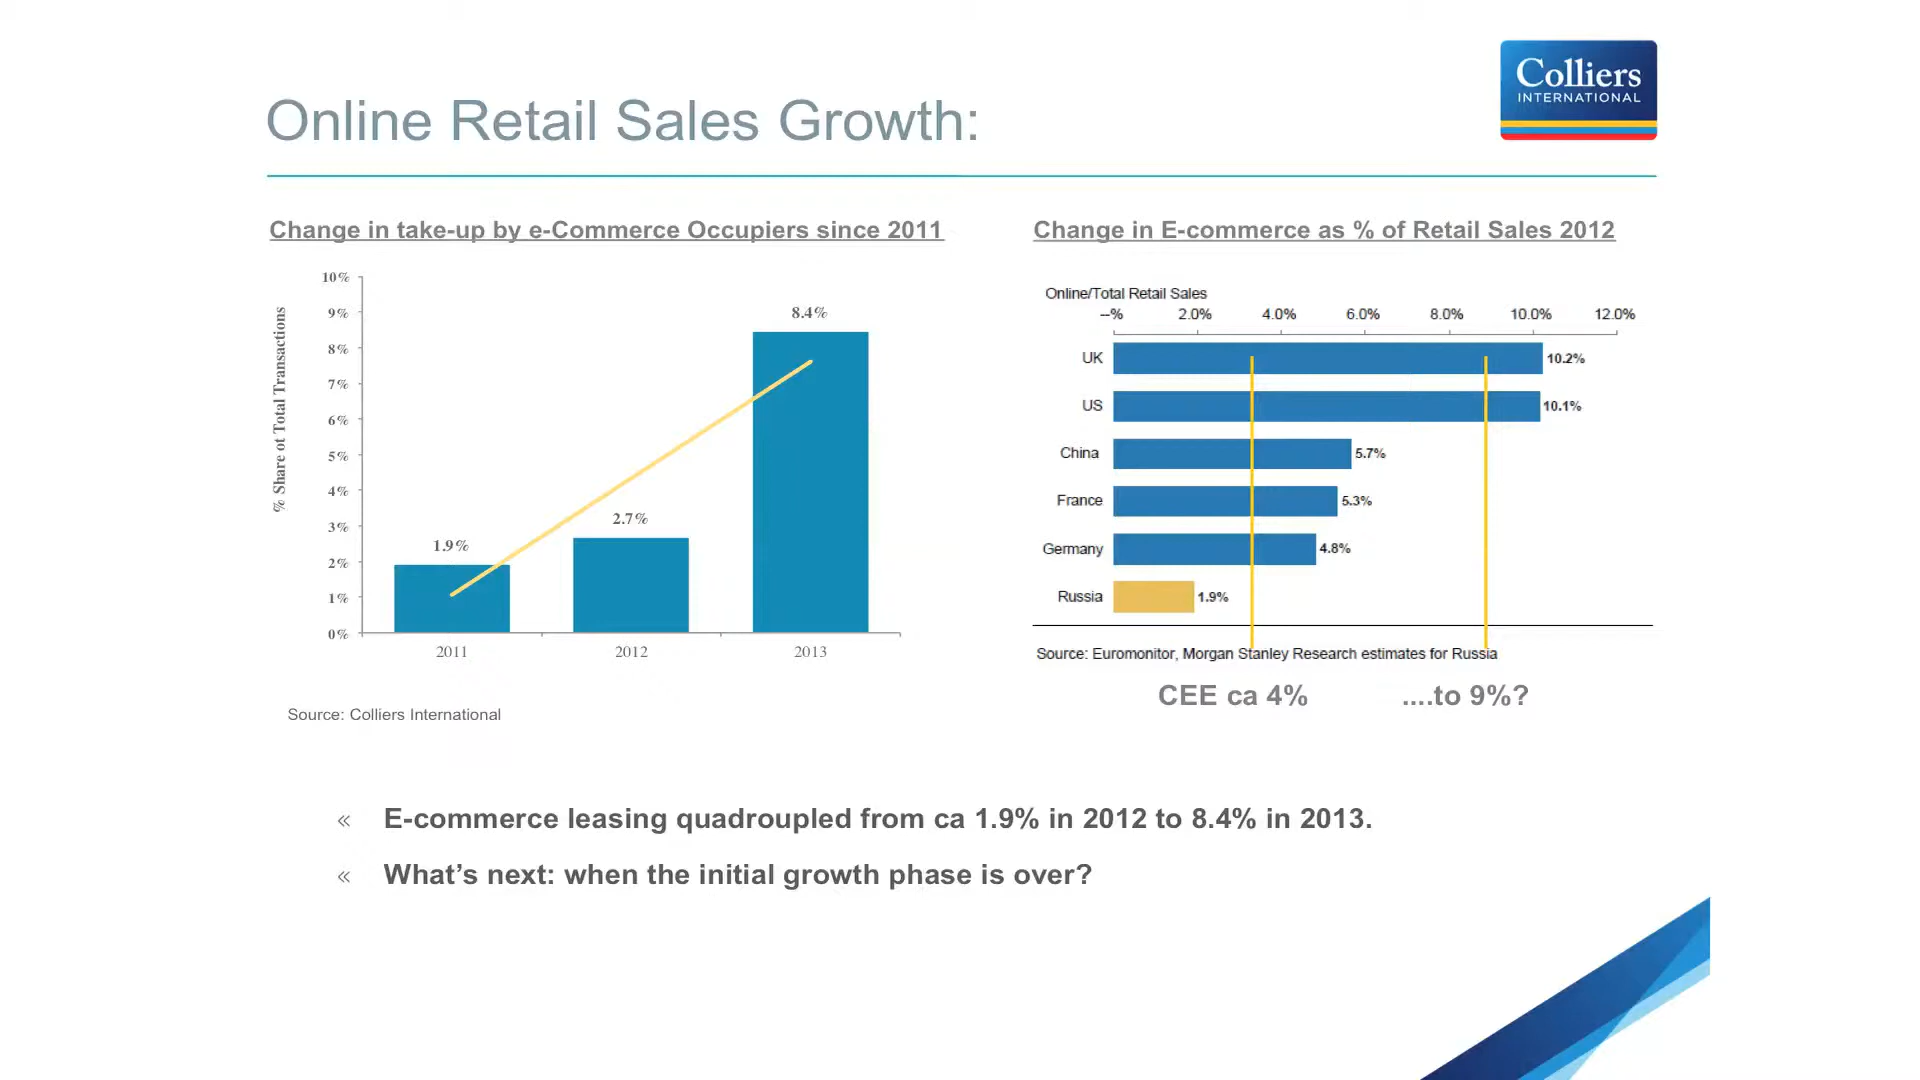 Colliers
INTERNATIONAL
Online Retail Sales Growth:
Change in take-up by e-Commerce Occupiers since 2011
% Share ot Total Transactions
10%
9%
8%
7%
6%
5%
4%
3%
2%
1%
0%
1.9%
2.7%
8.4%
2011 2012 2013
Source: Colliers International
Change in E-commerce as % of Retail Sales 2012
Online/Total Retail Sales
--% 2.0% 4.0% 6.0% 8.0% 10.0% 12.0%
UK 10.2%
US 10.1%
China 5.7%
France 5.3%
Germany 4.8%
Russia 1.9%
Source: Euromonitor, Morgan Stanley Research estimates for Russia
CEE ca 4% ....to 9%?
« E-commerce leasing quadroupled from ca 1.9% in 2012 to 8.4% in 2013.
« What’s next: when the initial growth phase is over?